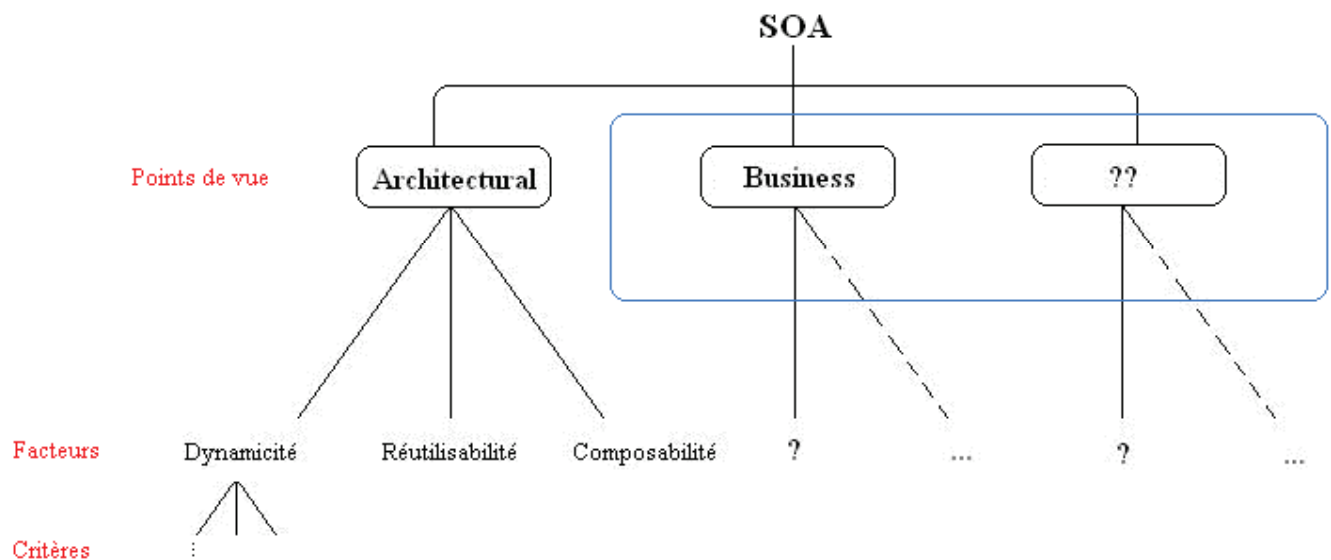 SOA
Points de vue
Architectural
Business
??
Facteurs
Dynamicité
Réutilisabilité
Composabilité
?
...
?
...
Critères